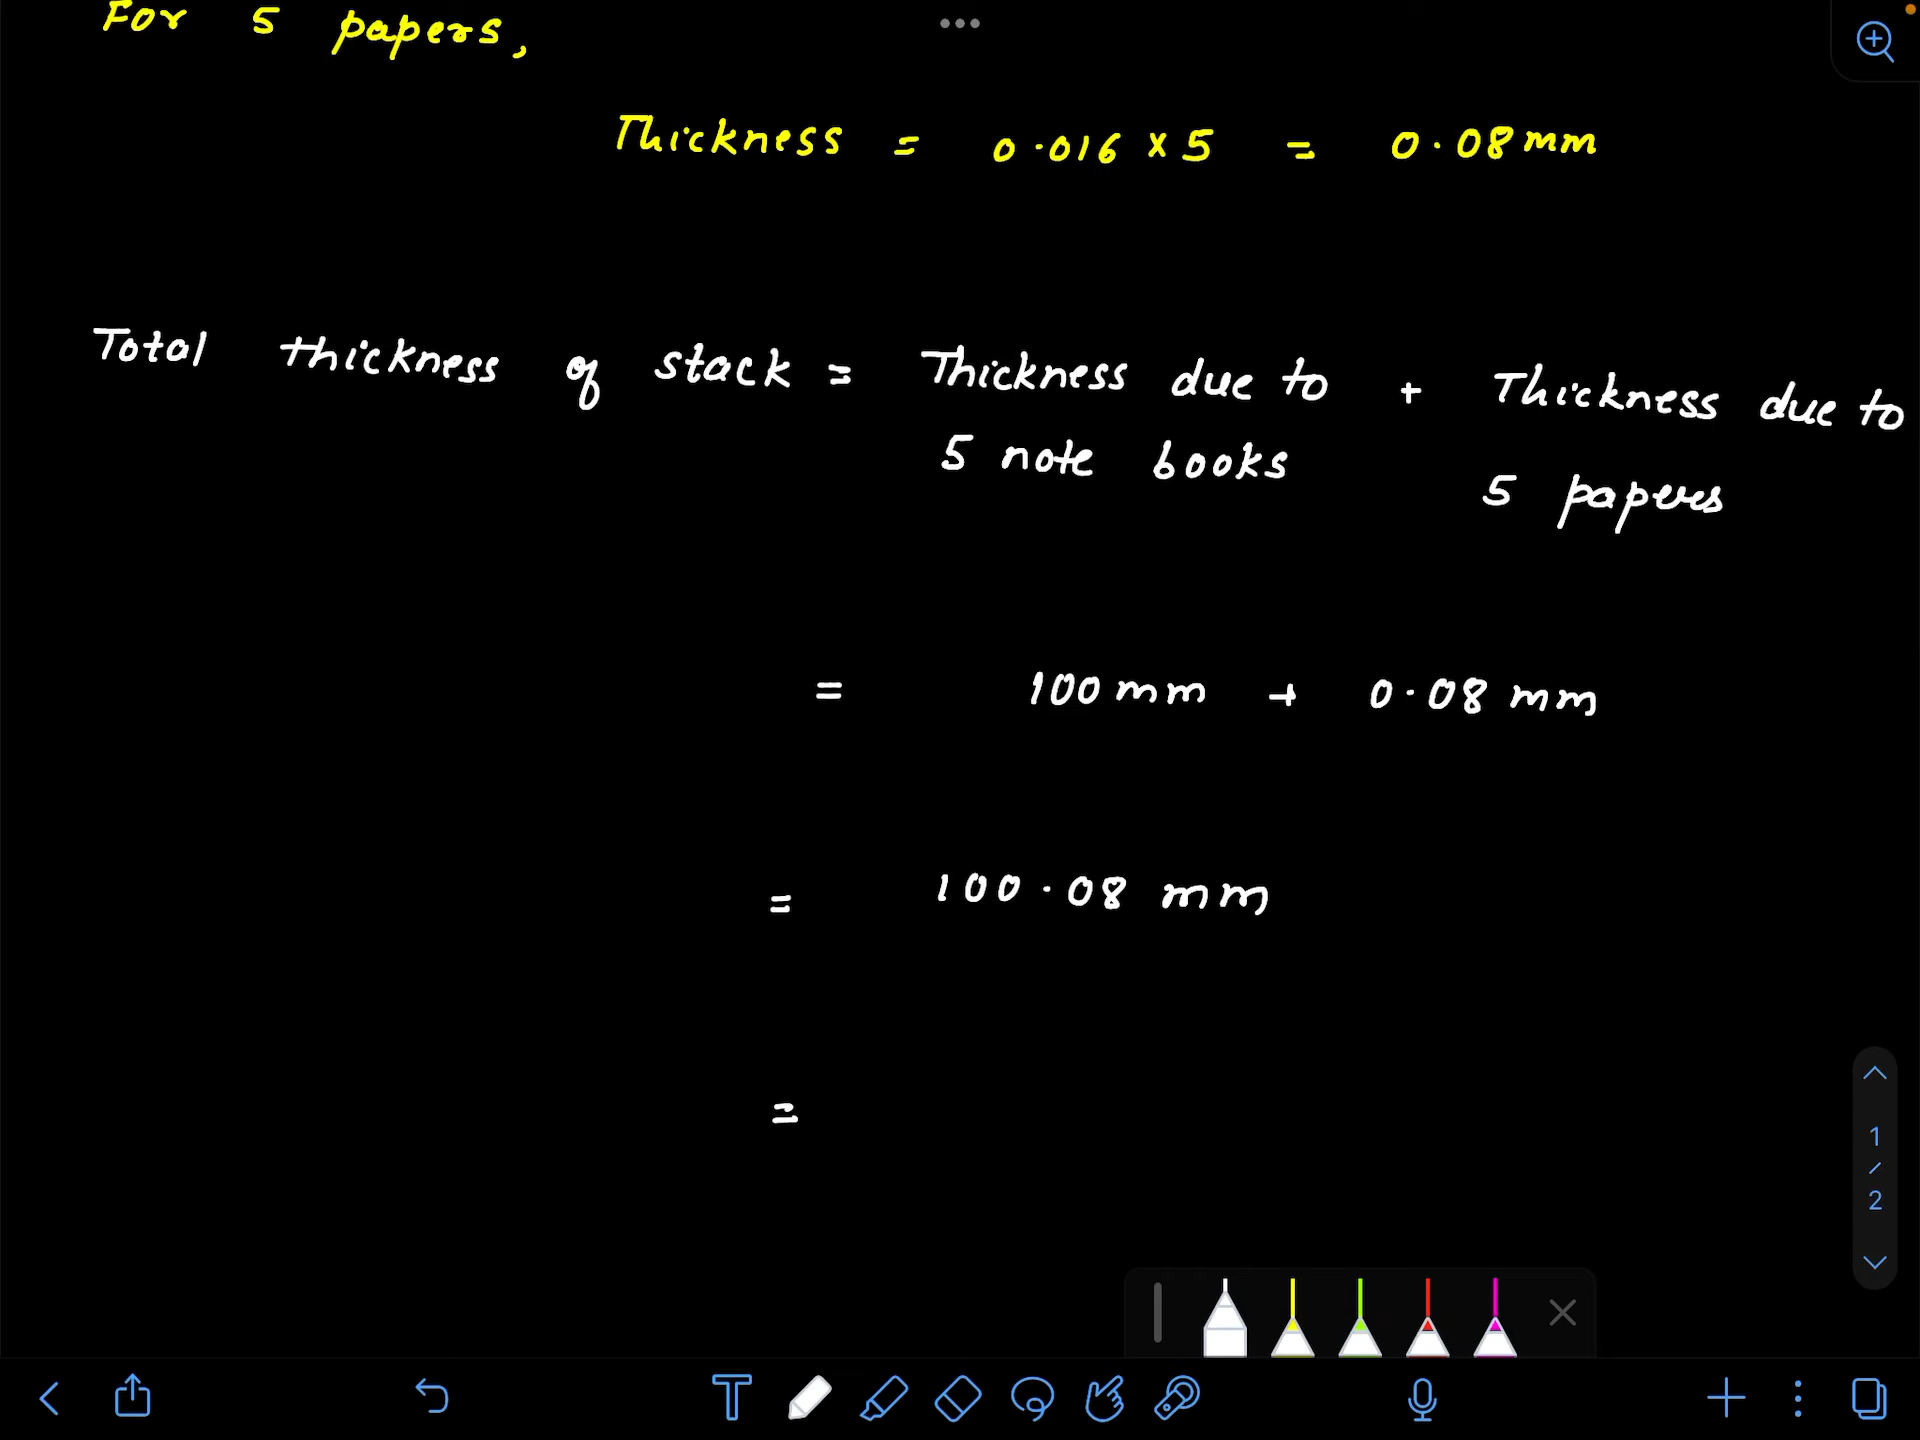 For 5 papers,
Thickness = 0.016 × 5 = 0.08 mm
Total thickness of stack = Thickness due to + Thickness due to
5 note books 5 papers
= 100 mm + 0.08 mm
= 100.08 mm
=
1
/
2